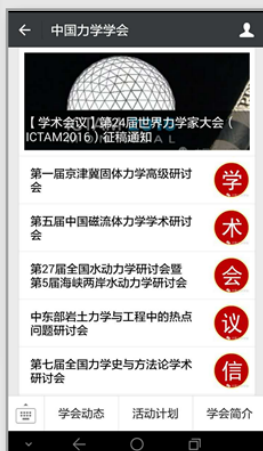 中国力学学会
【学术会议】第24届世界力学家大会（
ICTAM2016）征稿通知
第一届京津冀固体力学高级研讨
会
学
第五届中国磁流体力学学术研讨
会
术
第27届全国水动力学研讨会暨
第5届海峡两岸水动力学研讨会
会
中东部岩土力学与工程中的热点
问题研讨会
议
第七届全国力学史与方法论学术
研讨会
信
学会动态
活动计划
学会简介